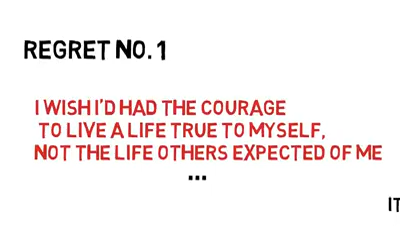 REGRET NO. 1
I WISH I'D HAD THE COURAGE
TO LIVE A LIFE TRUE TO MYSELF,
NOT THE LIFE OTHERS EXPECTED OF ME
...
IT